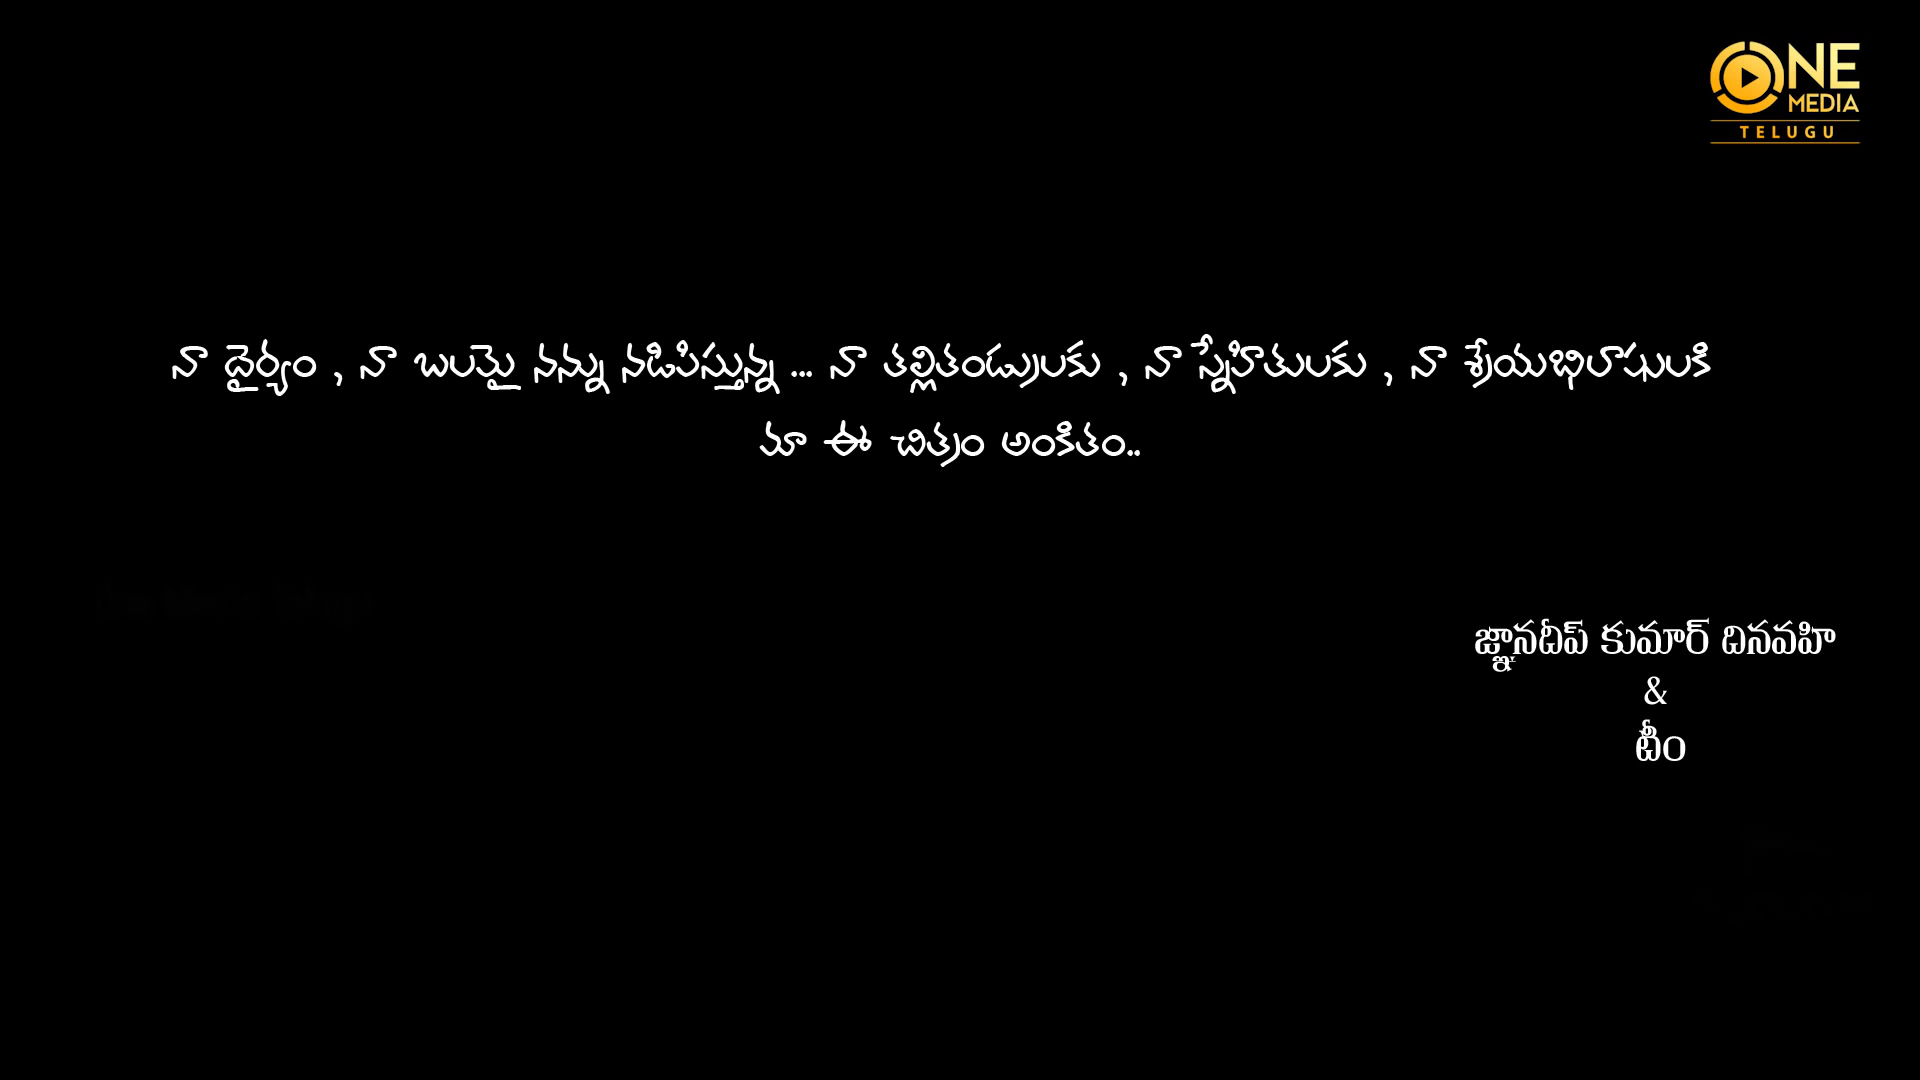 ONE
MEDIA
TELUGU
నా దైర్యం , నా బలమై నన్ను నడిపిస్తున్న ... నా తల్లితండ్రులకు , నా స్నేహితులకు , నా శ్రేయభిలాషులకి
మా ఈ చిత్రం అంకితం..
జ్ఞానదీప్ కుమార్ దినవహి
&
టీం